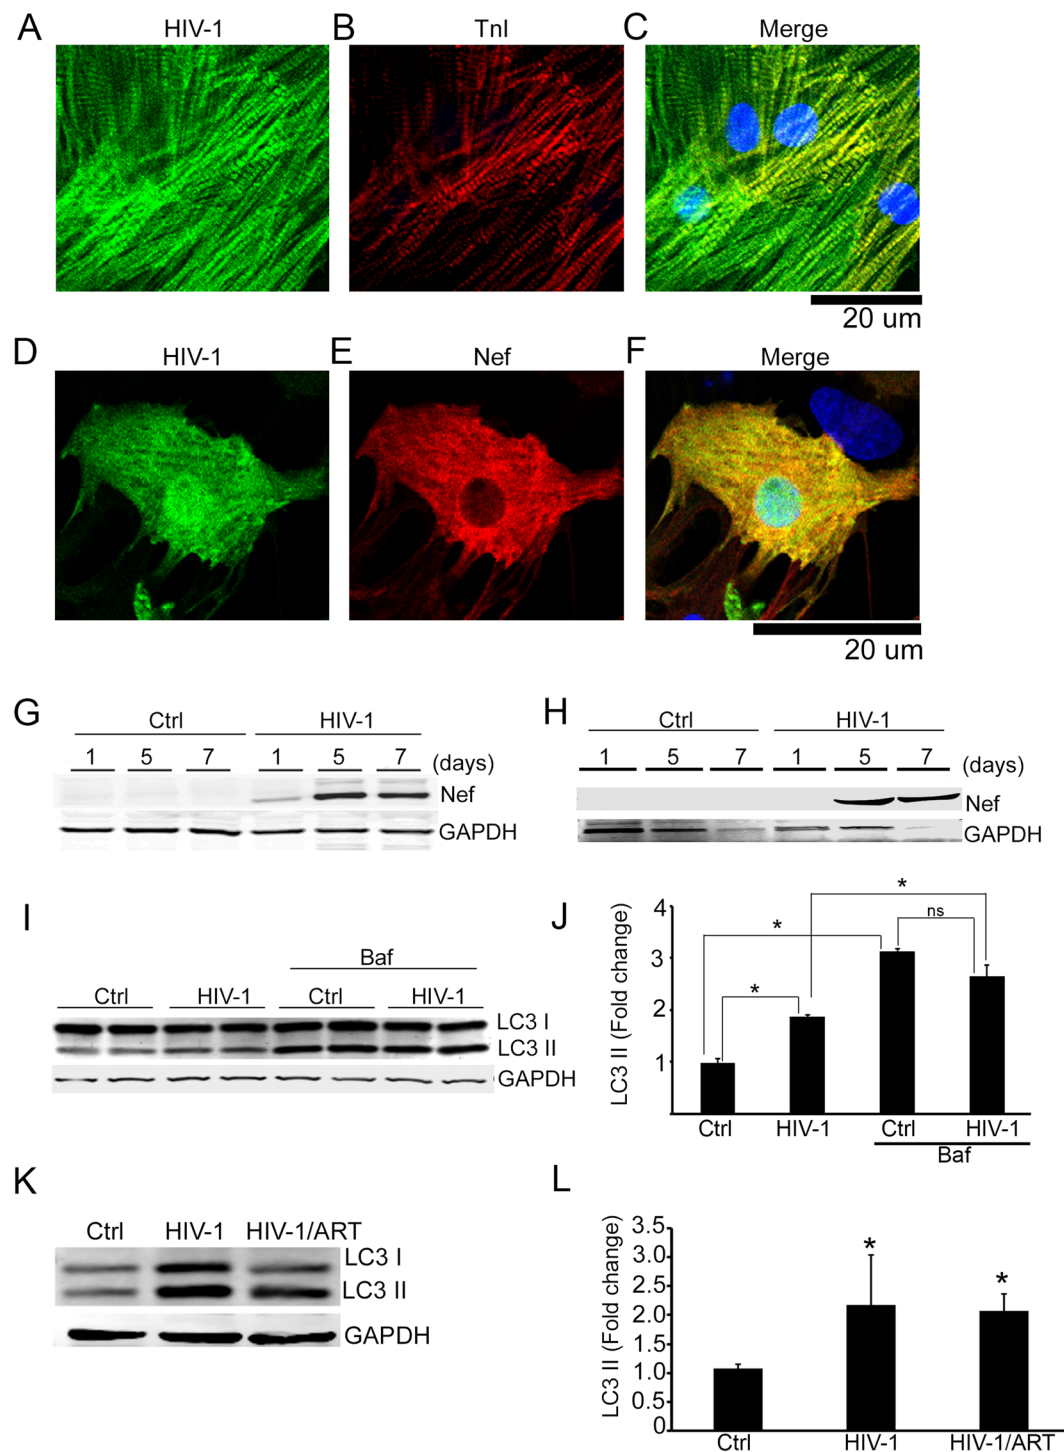 A HIV-1 B TnI C Merge
20 um
D HIV-1 E Nef F Merge
20 um
G Ctrl HIV-1
1 5 7 1 5 7 (days)
Nef
GAPDH
H Ctrl HIV-1
1 5 7 1 5 7 (days)
Nef
GAPDH
I Baf
Ctrl HIV-1 Ctrl HIV-1
LC3 I
LC3 II
GAPDH
J
LC3 II (Fold change)
4
3
2
1
* * * ns
Ctrl HIV-1 Ctrl HIV-1
Baf
K
Ctrl HIV-1 HIV-1/ART
LC3 I
LC3 II
GAPDH
L
LC3 II (Fold change)
3.5
3.0
2.5
2.0
1.5
1.0
0.5
0
* *
Ctrl HIV-1 HIV-1/ART